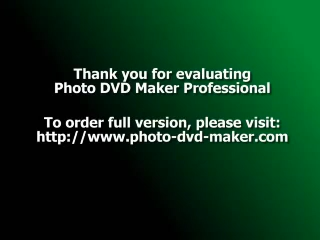 Thank you for evaluating
Photo DVD Maker Professional
To order full version, please visit:
http://www.photo-dvd-maker.com